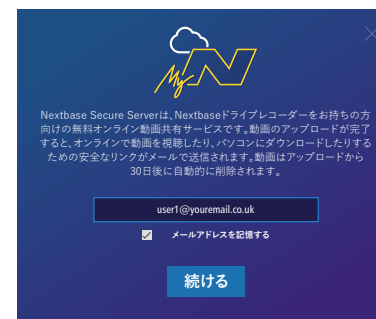 My N
Nextbase Secure Serverは、Nextbaseドライブレコーダーをお持ちの方
向けの無料オンライン動画共有サービスです。動画のアップロードが完了
すると、オンラインで動画を視聴したり、パソコンにダウンロードしたりする
ための安全なリンクがメールで送信されます。動画はアップロードから
30日後に自動的に削除されます。
user1@youremail.co.uk
メールアドレスを記憶する
続ける